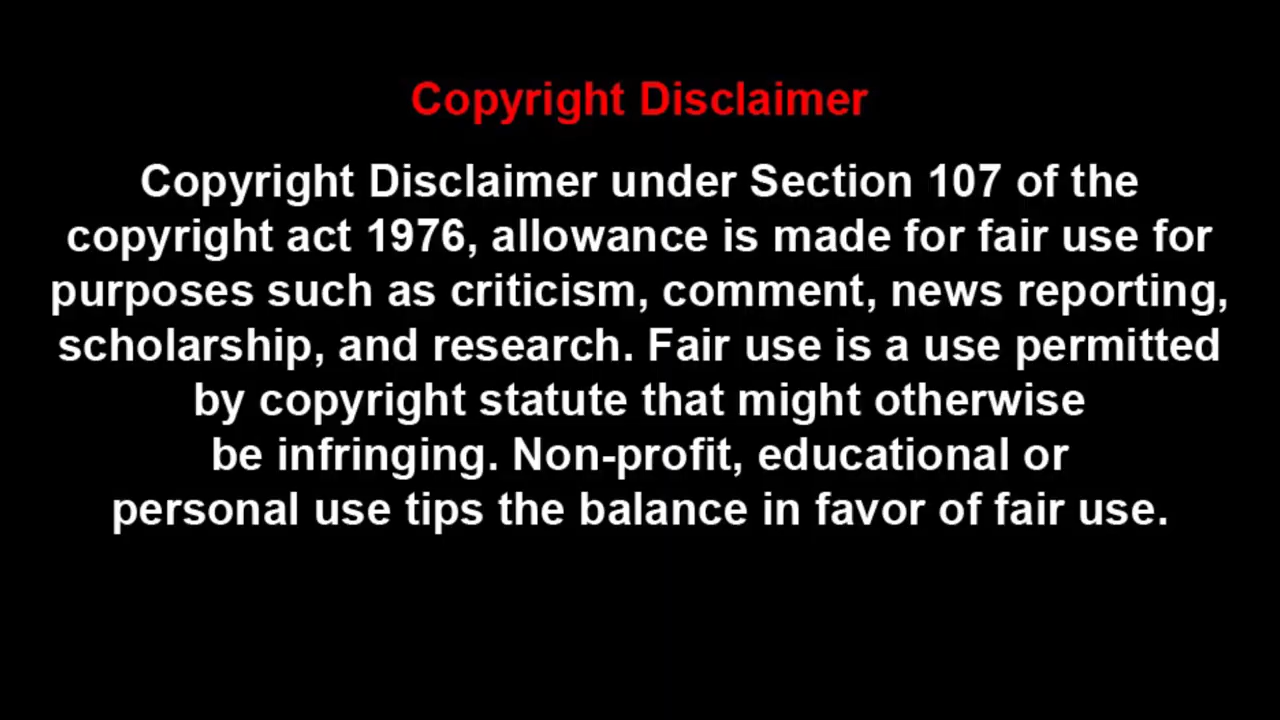 Copyright Disclaimer
Copyright Disclaimer under Section 107 of the
copyright act 1976, allowance is made for fair use for
purposes such as criticism, comment, news reporting,
scholarship, and research. Fair use is a use permitted
by copyright statute that might otherwise
be infringing. Non-profit, educational or
personal use tips the balance in favor of fair use.